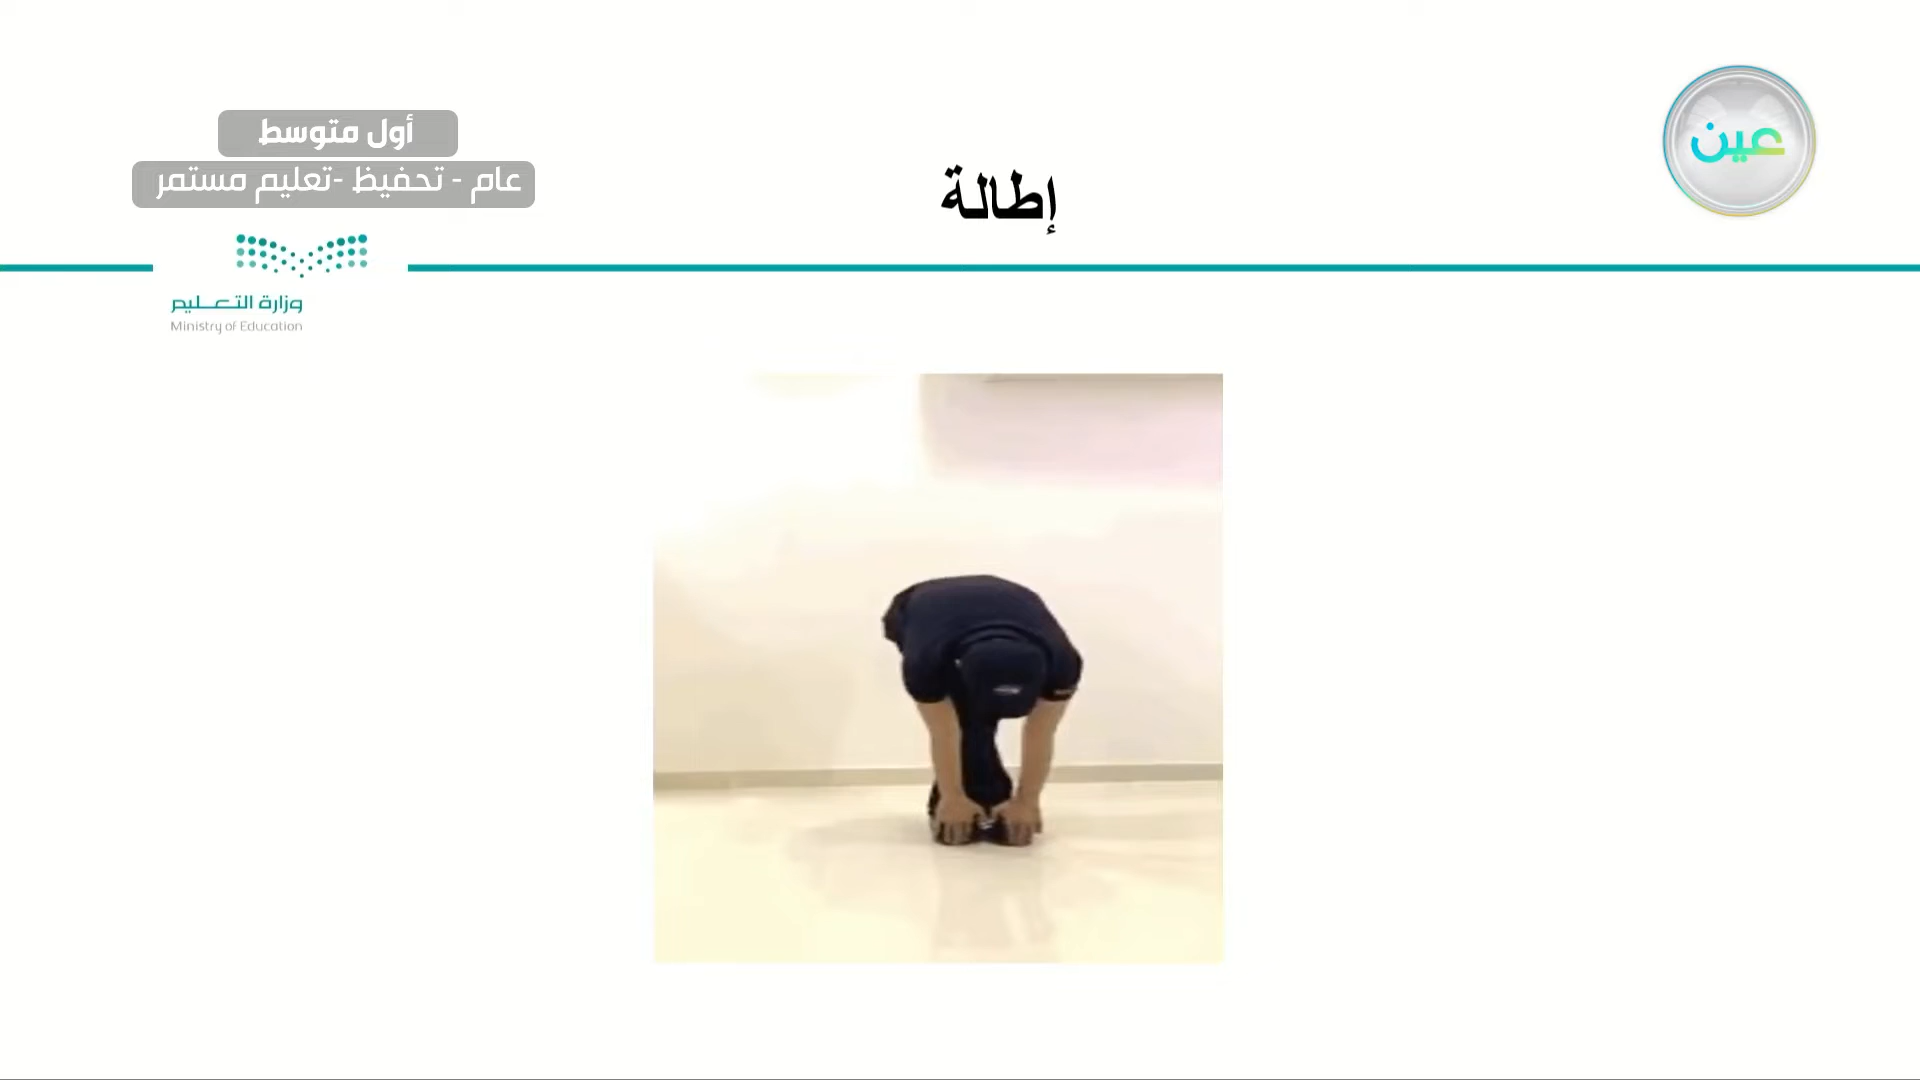 أول متوسط
عام - تحفيظ -تعليم مستمر
عين
إطالة
وزارة التعليم
Ministry of Education